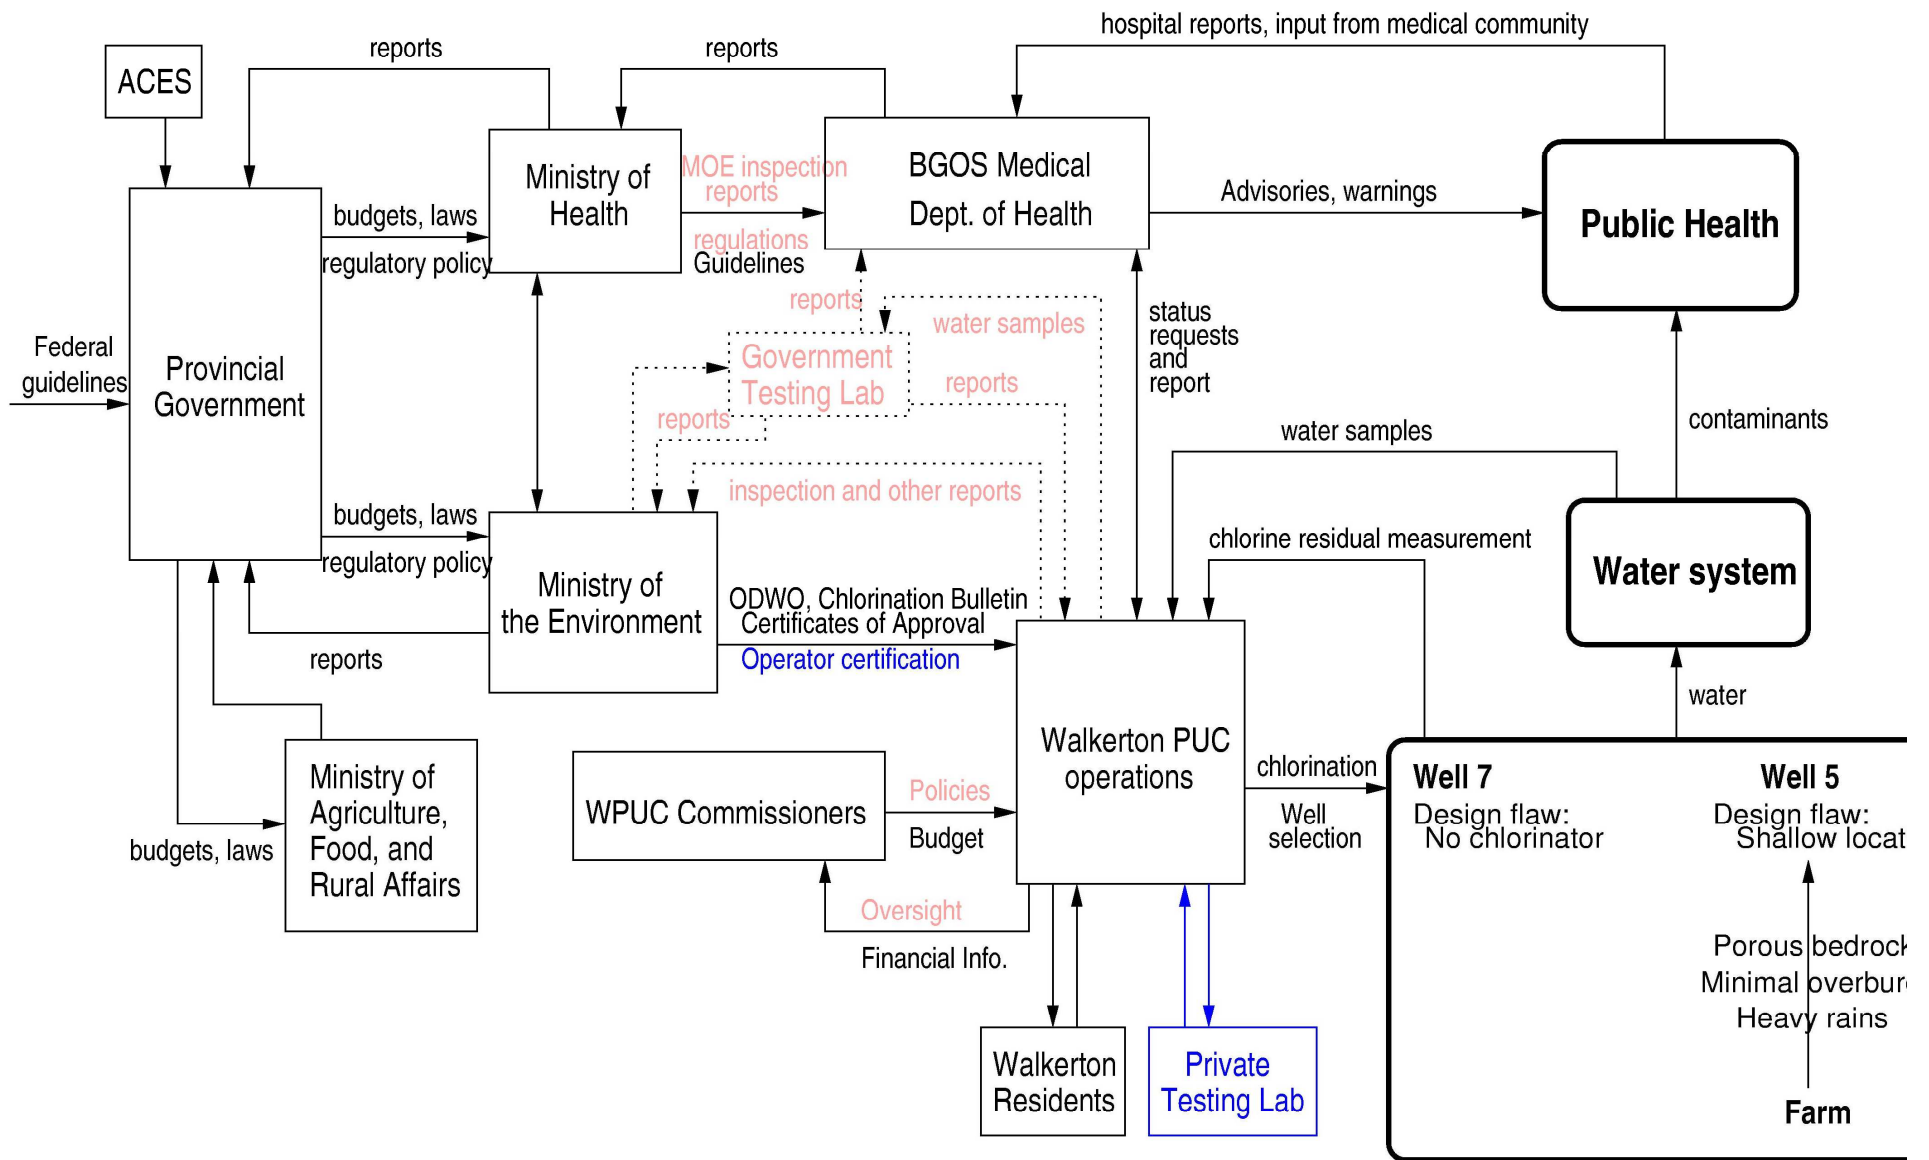 hospital reports, input from medical community
reports
reports
ACES
Ministry of
Health
MOE inspection
reports
regulations
Guidelines
BGOS Medical
Dept. of Health
Advisories, warnings
Public Health
budgets, laws
regulatory policy
Federal
guidelines
Provincial
Government
reports
water samples
Government
Testing Lab
reports
reports
status
requests
and
report
contaminants
water samples
inspection and other reports
budgets, laws
regulatory policy
chlorine residual measurement
Water system
Ministry of
the Environment
ODWO, Chlorination Bulletin
Certificates of Approval
Operator certification
reports
water
Ministry of
Agriculture,
Food, and
Rural Affairs
budgets, laws
WPUC Commissioners
Policies
Budget
Oversight
Financial Info.
Walkerton PUC
operations
chlorination
Well
selection
Well 7
Design flaw:
No chlorinator
Well 5
Design flaw:
Shallow
Porous bedrock
Minimal
Heavy rains
Farm
Walkerton
Residents
Private
Testing Lab